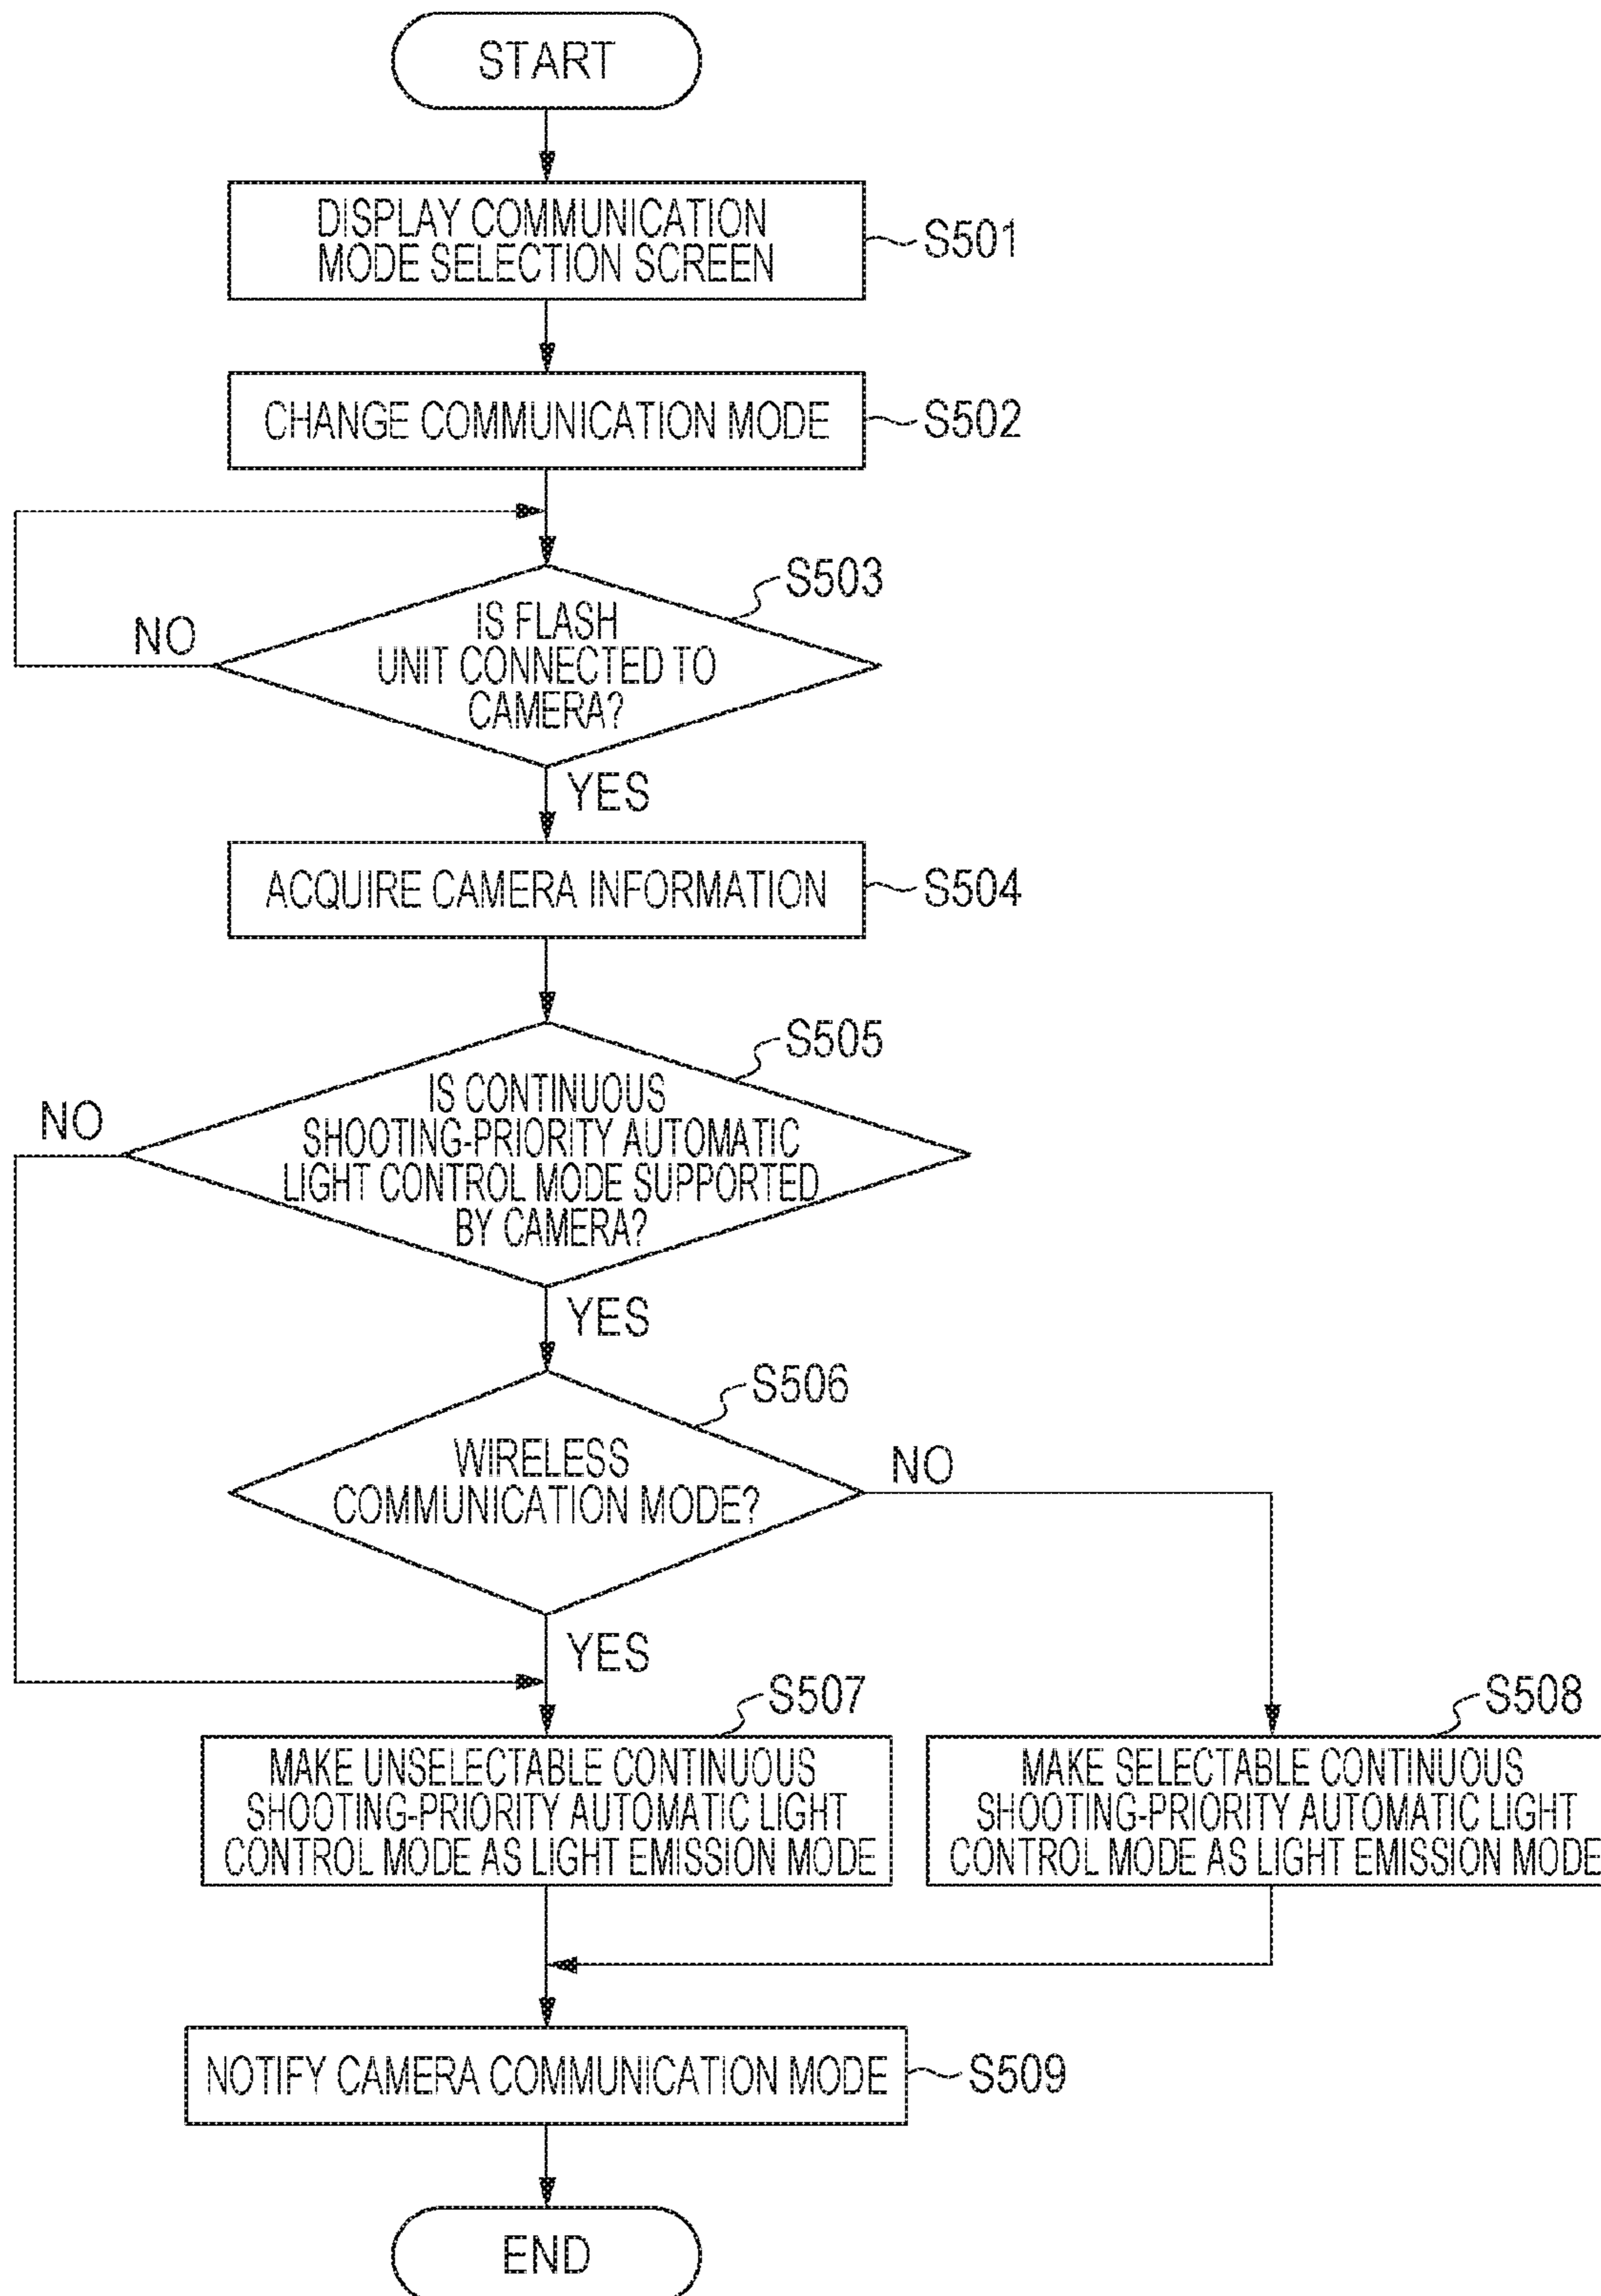 START
DISPLAY COMMUNICATION
MODE SELECTION SCREEN
S501
CHANGE COMMUNICATION MODE
S502
S503
IS FLASH
UNIT CONNECTED TO
CAMERA?
NO
YES
ACQUIRE CAMERA INFORMATION
S504
S505
IS CONTINUOUS
SHOOTING-PRIORITY AUTOMATIC
LIGHT CONTROL MODE SUPPORTED
BY CAMERA?
NO
YES
S506
WIRELESS
COMMUNICATION MODE?
NO
YES
S507
MAKE UNSELECTABLE CONTINUOUS
SHOOTING-PRIORITY AUTOMATIC LIGHT
CONTROL MODE AS LIGHT EMISSION MODE
S508
MAKE SELECTABLE CONTINUOUS
SHOOTING-PRIORITY AUTOMATIC LIGHT
CONTROL MODE AS LIGHT EMISSION MODE
NOTIFY CAMERA COMMUNICATION MODE
S509
END